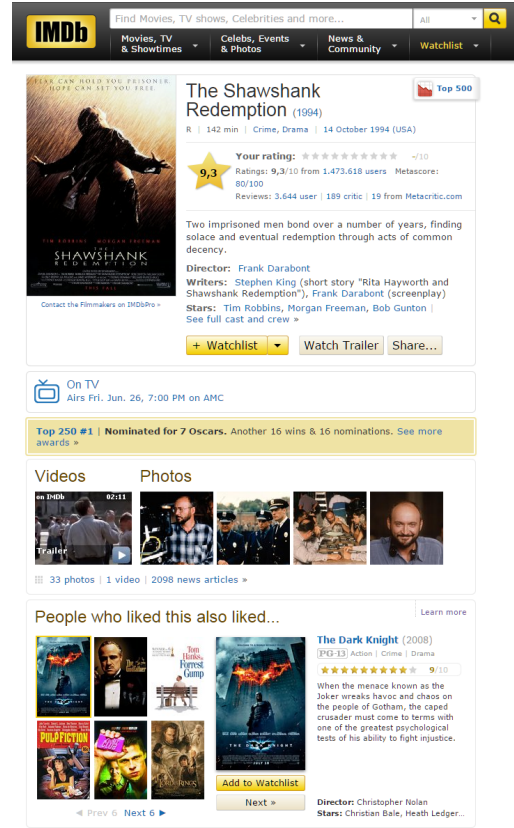 IMDb
Find Movies, TV shows, Celebrities and more...
All
Movies, TV & Showtimes
Celebs, Events & Photos
News & Community
Watchlist
FEAR CAN HOLD YOU PRISONER.
HOPE CAN SET YOU FREE.
TIM ROBBINS MORGAN FREEMAN
THE
SHAWSHANK
REDEMPTION
THIS FALL
Contact the Filmmakers on IMDbPro »
The Shawshank
Redemption (1994)
Top 500
R | 142 min | Crime, Drama | 14 October 1994 (USA)
9,3
Your rating: -/10
Ratings: 9,3/10 from 1.473.618 users Metascore:
80/100
Reviews: 3.644 user | 189 critic | 19 from Metacritic.com
Two imprisoned men bond over a number of years, finding
solace and eventual redemption through acts of common
decency.
Director: Frank Darabont
Writers: Stephen King (short story "Rita Hayworth and
Shawshank Redemption"), Frank Darabont (screenplay)
Stars: Tim Robbins, Morgan Freeman, Bob Gunton |
See full cast and crew »
+ Watchlist
Watch Trailer
Share...
On TV
Airs Fri. Jun. 26, 7:00 PM on AMC
Top 250 #1 | Nominated for 7 Oscars. Another 16 wins & 16 nominations. See more
awards »
Videos
Photos
on IMDb 02:11
Trailer
33 photos | 1 video | 2098 news articles »
Learn more
People who liked this also liked...
The Godfather
Tom
Hanks
Forrest
Gump
PULP FICTION
THE DARK KNIGHT
Add to Watchlist
Next »
◀ Prev 6 Next 6 ▶
The Dark Knight (2008)
PG-13 Action | Crime | Drama
9/10
When the menace known as the
Joker wreaks havoc and chaos on
the people of Gotham, the caped
crusader must come to terms with
one of the greatest psychological
tests of his ability to fight injustice.
Director: Christopher Nolan
Stars: Christian Bale, Heath Ledger...